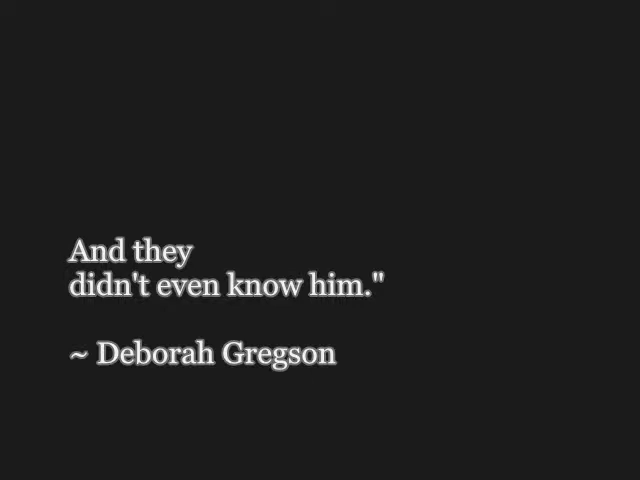 And they
didn't even know him."
~ Deborah Gregson